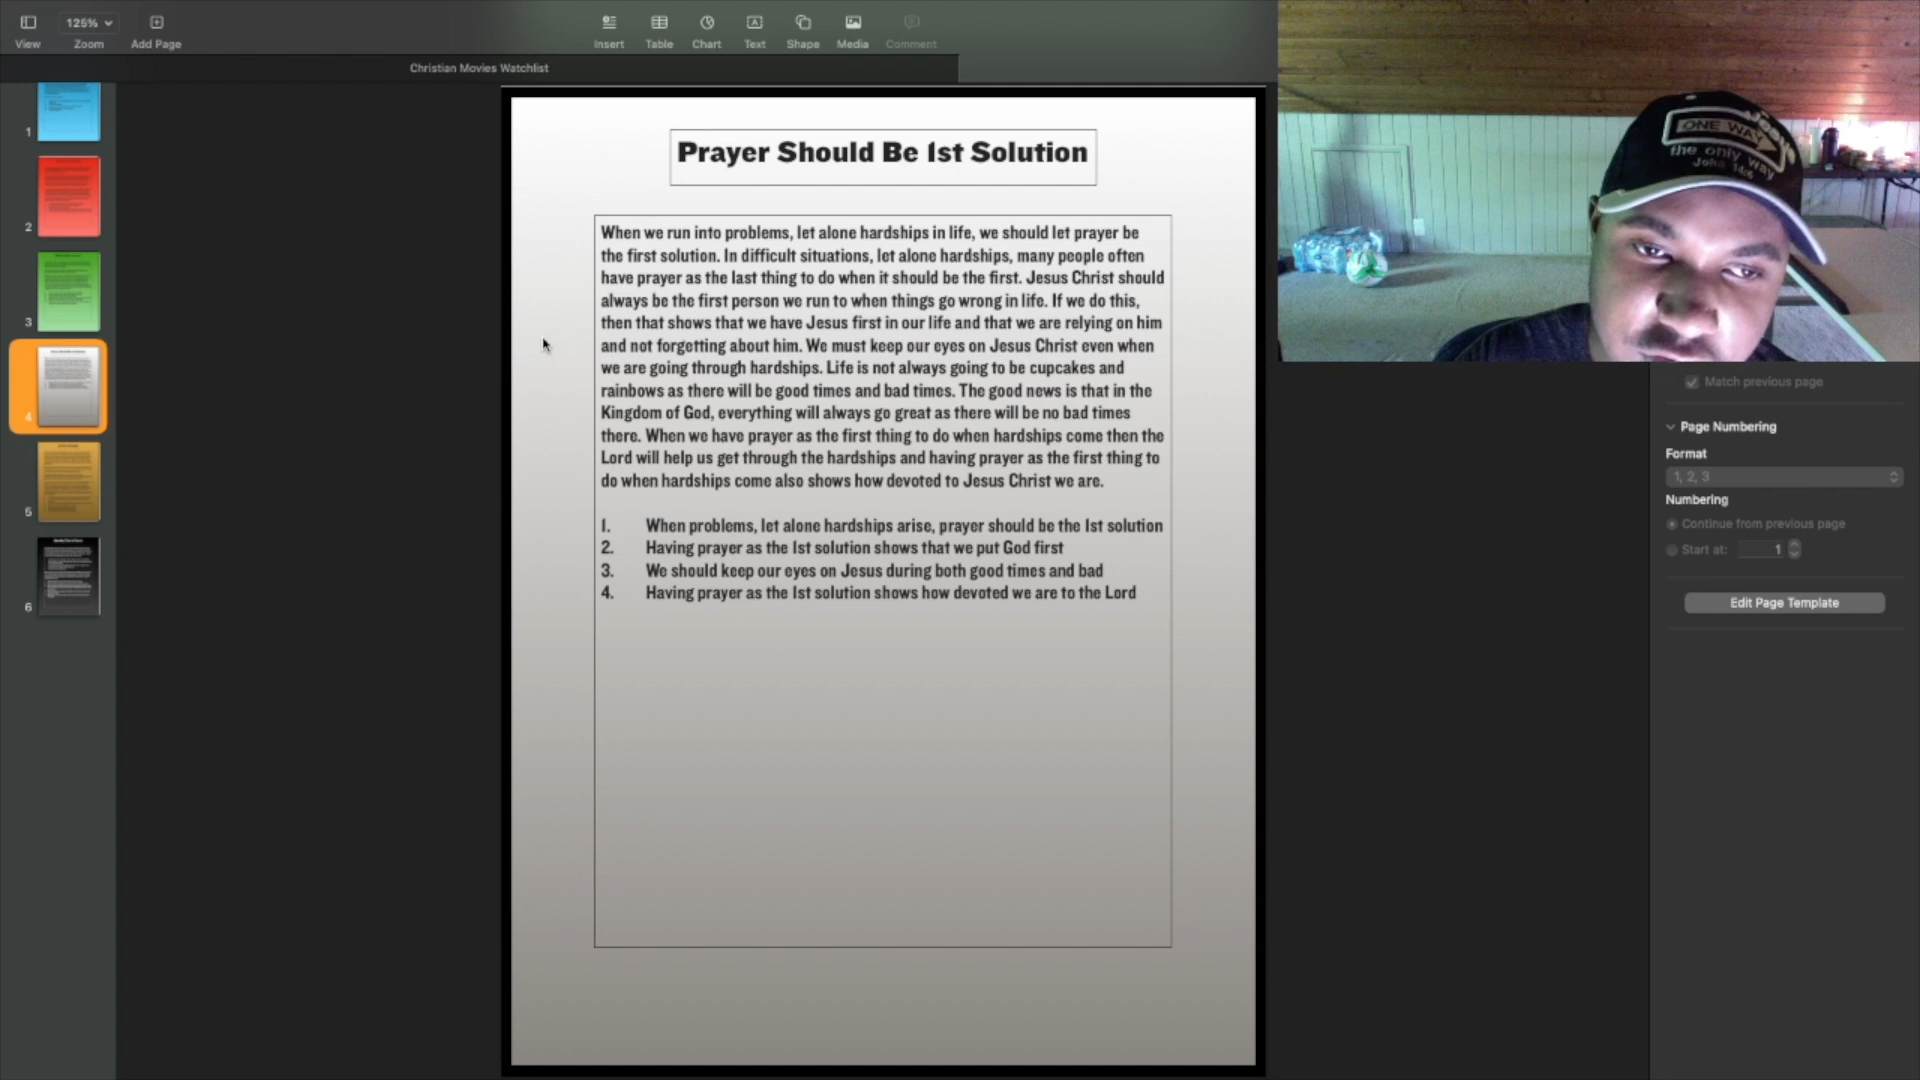 125%
View
Zoom
Add Page
Insert
Table
Chart
Text
Shape
Media
Comment
Christian Movies Watchlist
1
2
3
4
5
6
Prayer Should Be 1st Solution
When we run into problems, let alone hardships in life, we should let prayer be
the first solution. In difficult situations, let alone hardships, many people often
have prayer as the last thing to do when it should be the first. Jesus Christ should
always be the first person we run to when things go wrong in life. If we do this,
then that shows that we have Jesus first in our life and that we are relying on him
and not forgetting about him. We must keep our eyes on Jesus Christ even when
we are going through hardships. Life is not always going to be cupcakes and
rainbows as there will be good times and bad times. The good news is that in the
Kingdom of God, everything will always go great as there will be no bad times
there. When we have prayer as the first thing to do when hardships come then the
Lord will help us get through the hardships and having prayer as the first thing to
do when hardships come also shows how devoted to Jesus Christ we are.
1. When problems, let alone hardships arise, prayer should be the 1st solution
2. Having prayer as the 1st solution shows that we put God first
3. We should keep our eyes on Jesus during both good times and bad
4. Having prayer as the 1st solution shows how devoted we are to the Lord
ONE WAY
the only way
John 14:6
Match previous page
Page Numbering
Format
1, 2, 3
Numbering
Continue from previous page
Start at: 1
Edit Page Template